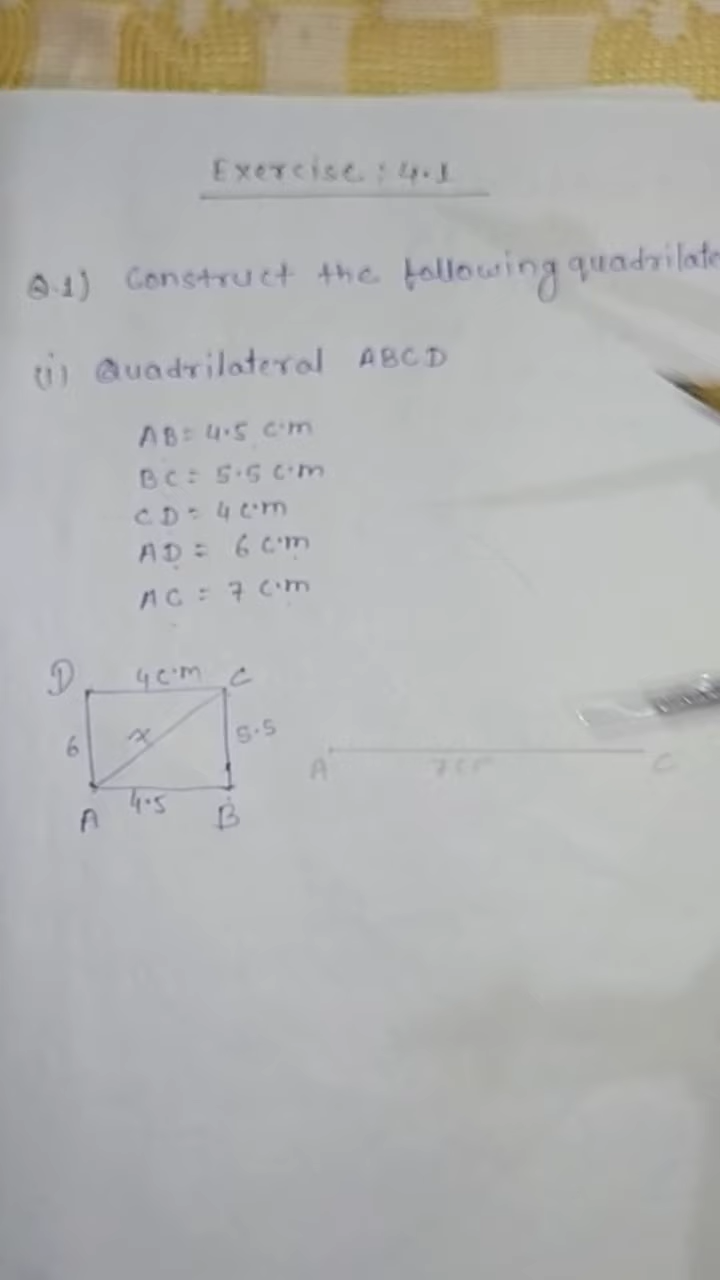 Exercise : 4.1
Q.1) Construct the following quadrilate
(i) Quadrilateral ABCD
AB = 4.5 c.m
BC = 5.5 c.m
CD = 4 c.m
AD = 6 c.m
AC = 7 c.m
D 4 c.m C
6 x 5.5
A 4.5 B
A C